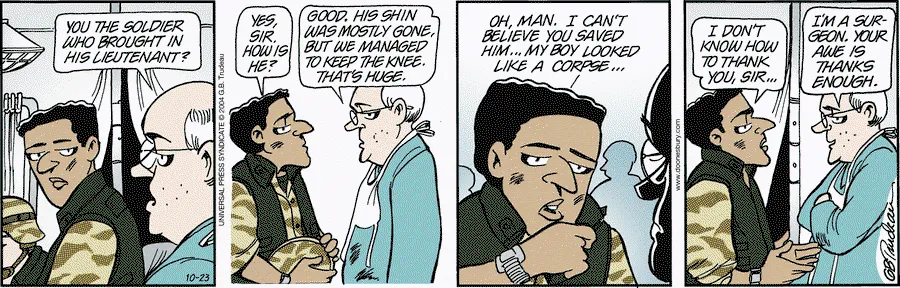 YOU THE SOLDIER
WHO BROUGHT IN
HIS LIEUTENANT?
10-23
UNIVERSAL PRESS SYNDICATE © 2004 G.B. Trudeau
YES,
SIR.
HOW IS
HE?
GOOD. HIS SHIN
WAS MOSTLY GONE,
BUT WE MANAGED
TO KEEP THE KNEE.
THAT'S HUGE.
OH, MAN. I CAN'T
BELIEVE YOU SAVED
HIM... MY BOY LOOKED
LIKE A CORPSE...
www.doonesbury.com
I DON'T
KNOW HOW
TO THANK
YOU, SIR...
I'M A SUR-
GEON. YOUR
AWE IS
THANKS
ENOUGH.
GBTrudeau